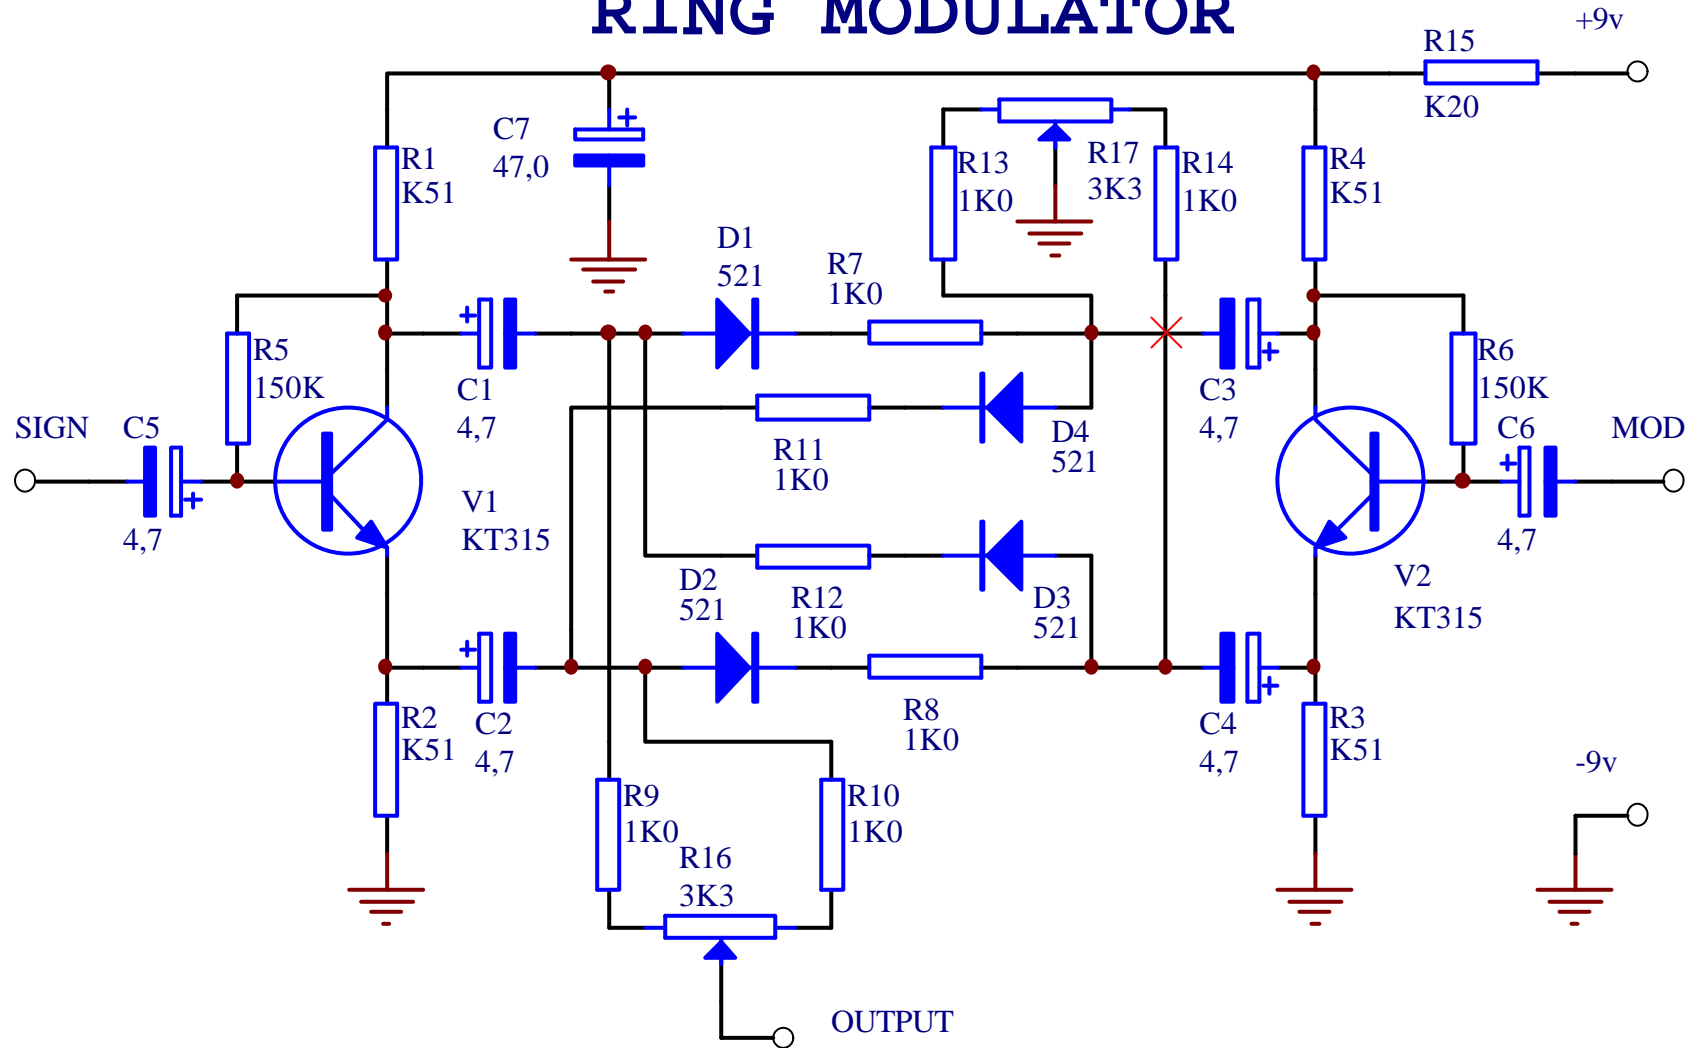 RING MODULATOR
+9v
R15
K20
C7
47,0
R1
K51
R13
1K0
R17
3K3
R14
1K0
R4
K51
D1
521
R7
1K0
R5
150K
C1
4,7
C3
4,7
R6
150K
SIGN
C5
4,7
R11
1K0
D4
521
C6
4,7
MOD
V1
KT315
D2
521
R12
1K0
D3
521
V2
KT315
R2
K51
C2
4,7
R8
1K0
C4
4,7
R3
K51
-9v
R9
1K0
R10
1K0
R16
3K3
OUTPUT